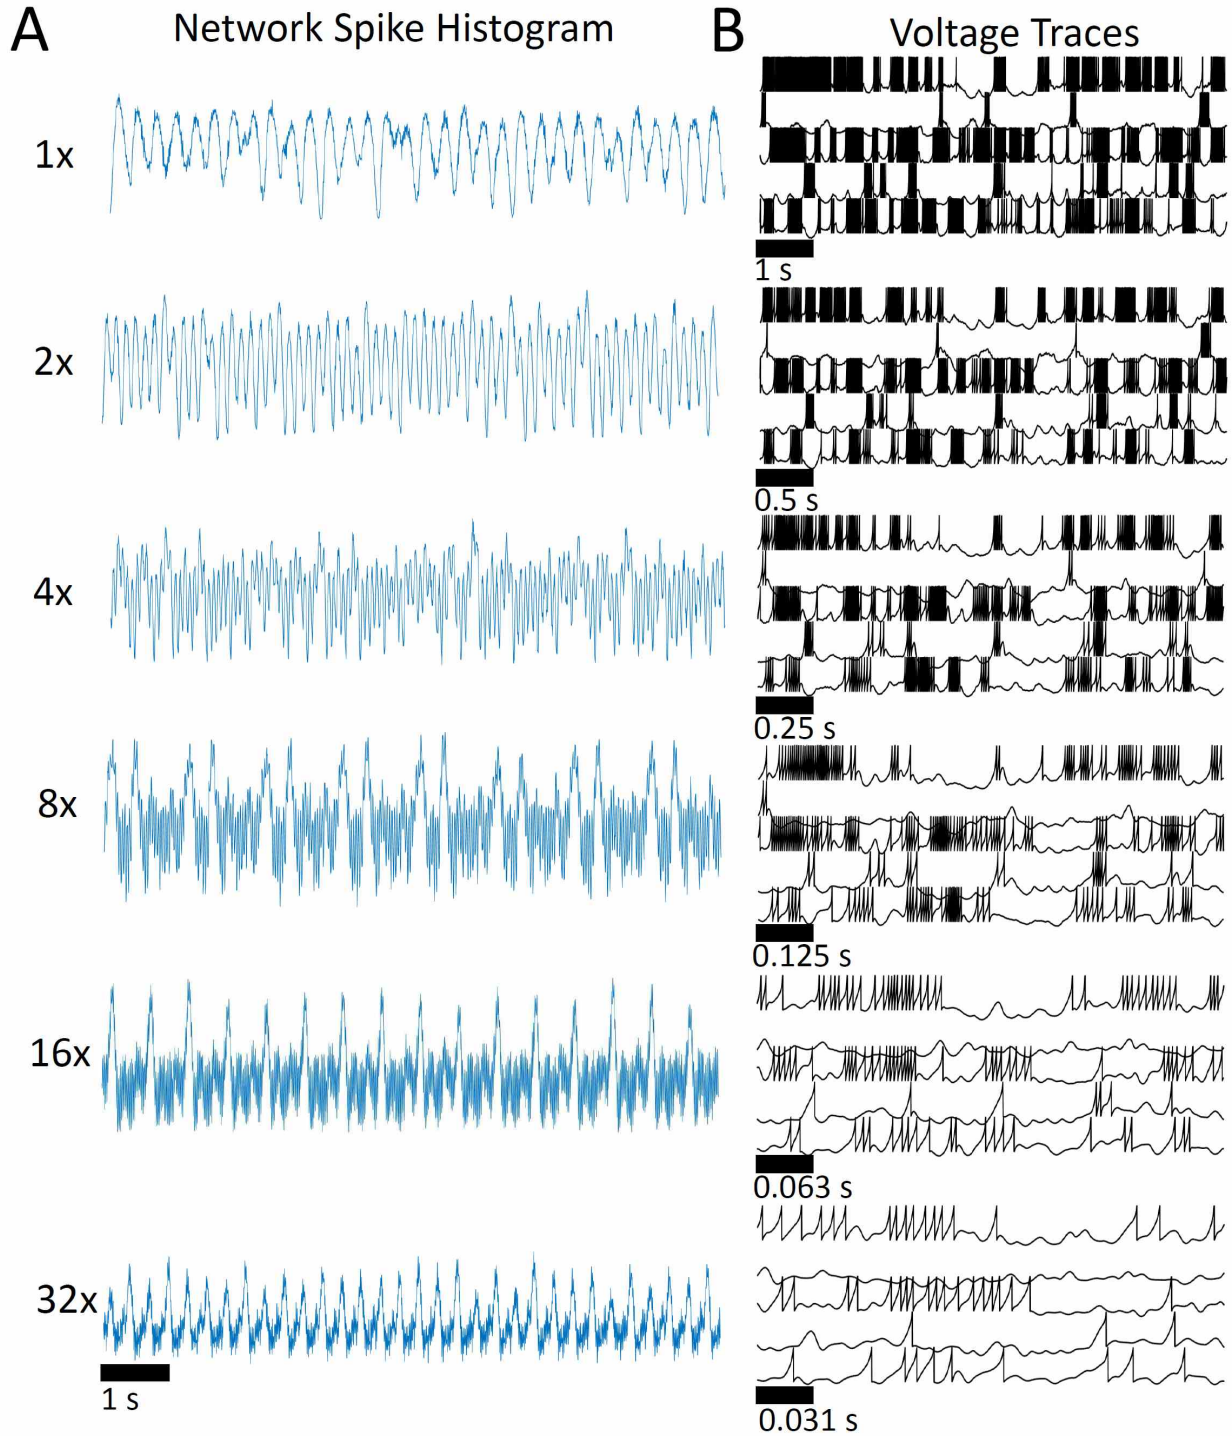 A
Network Spike Histogram
1x
2x
4x
8x
16x
32x
1 s
B
Voltage Traces
1 s
0.5 s
0.25 s
0.125 s
0.063 s
0.031 s